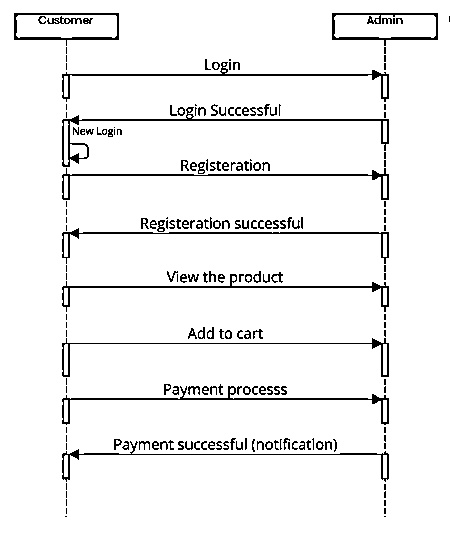 Customer
Admin
Login
Login Successful
New Login
Registeration
Registeration successful
View the product
Add to cart
Payment processs
Payment successful (notification)